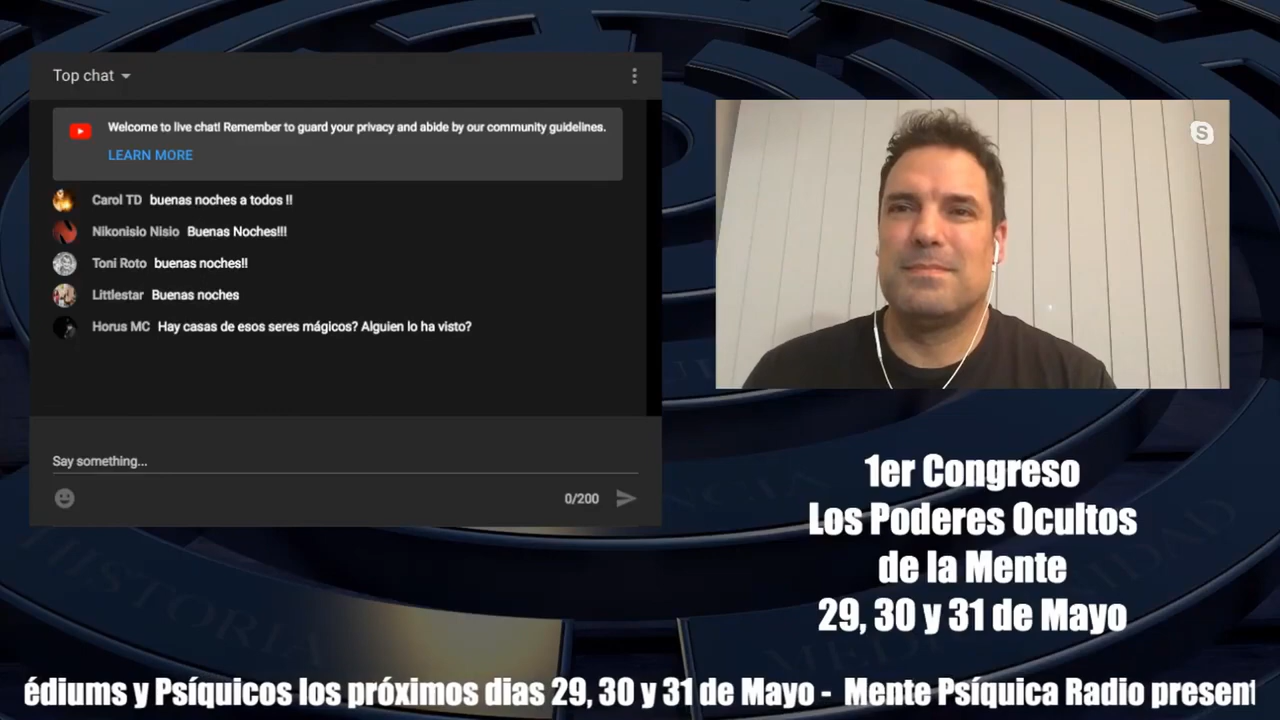 Top chat
Welcome to live chat! Remember to guard your privacy and abide by our community guidelines.
LEARN MORE
Carol TD buenas noches a todos !!
Nikonisio Nisio Buenas Noches!!!
Toni Roto buenas noches!!
Littlestar Buenas noches
Horus MC Hay casas de esos seres mágicos? Alguien lo ha visto?
Say something...
0/200
S
1er Congreso
Los Poderes Ocultos
de la Mente
29, 30 y 31 de Mayo
HISTORIA
édiums y Psíquicos los próximos dias 29, 30 y 31 de Mayo - Mente Psíquica Radio present